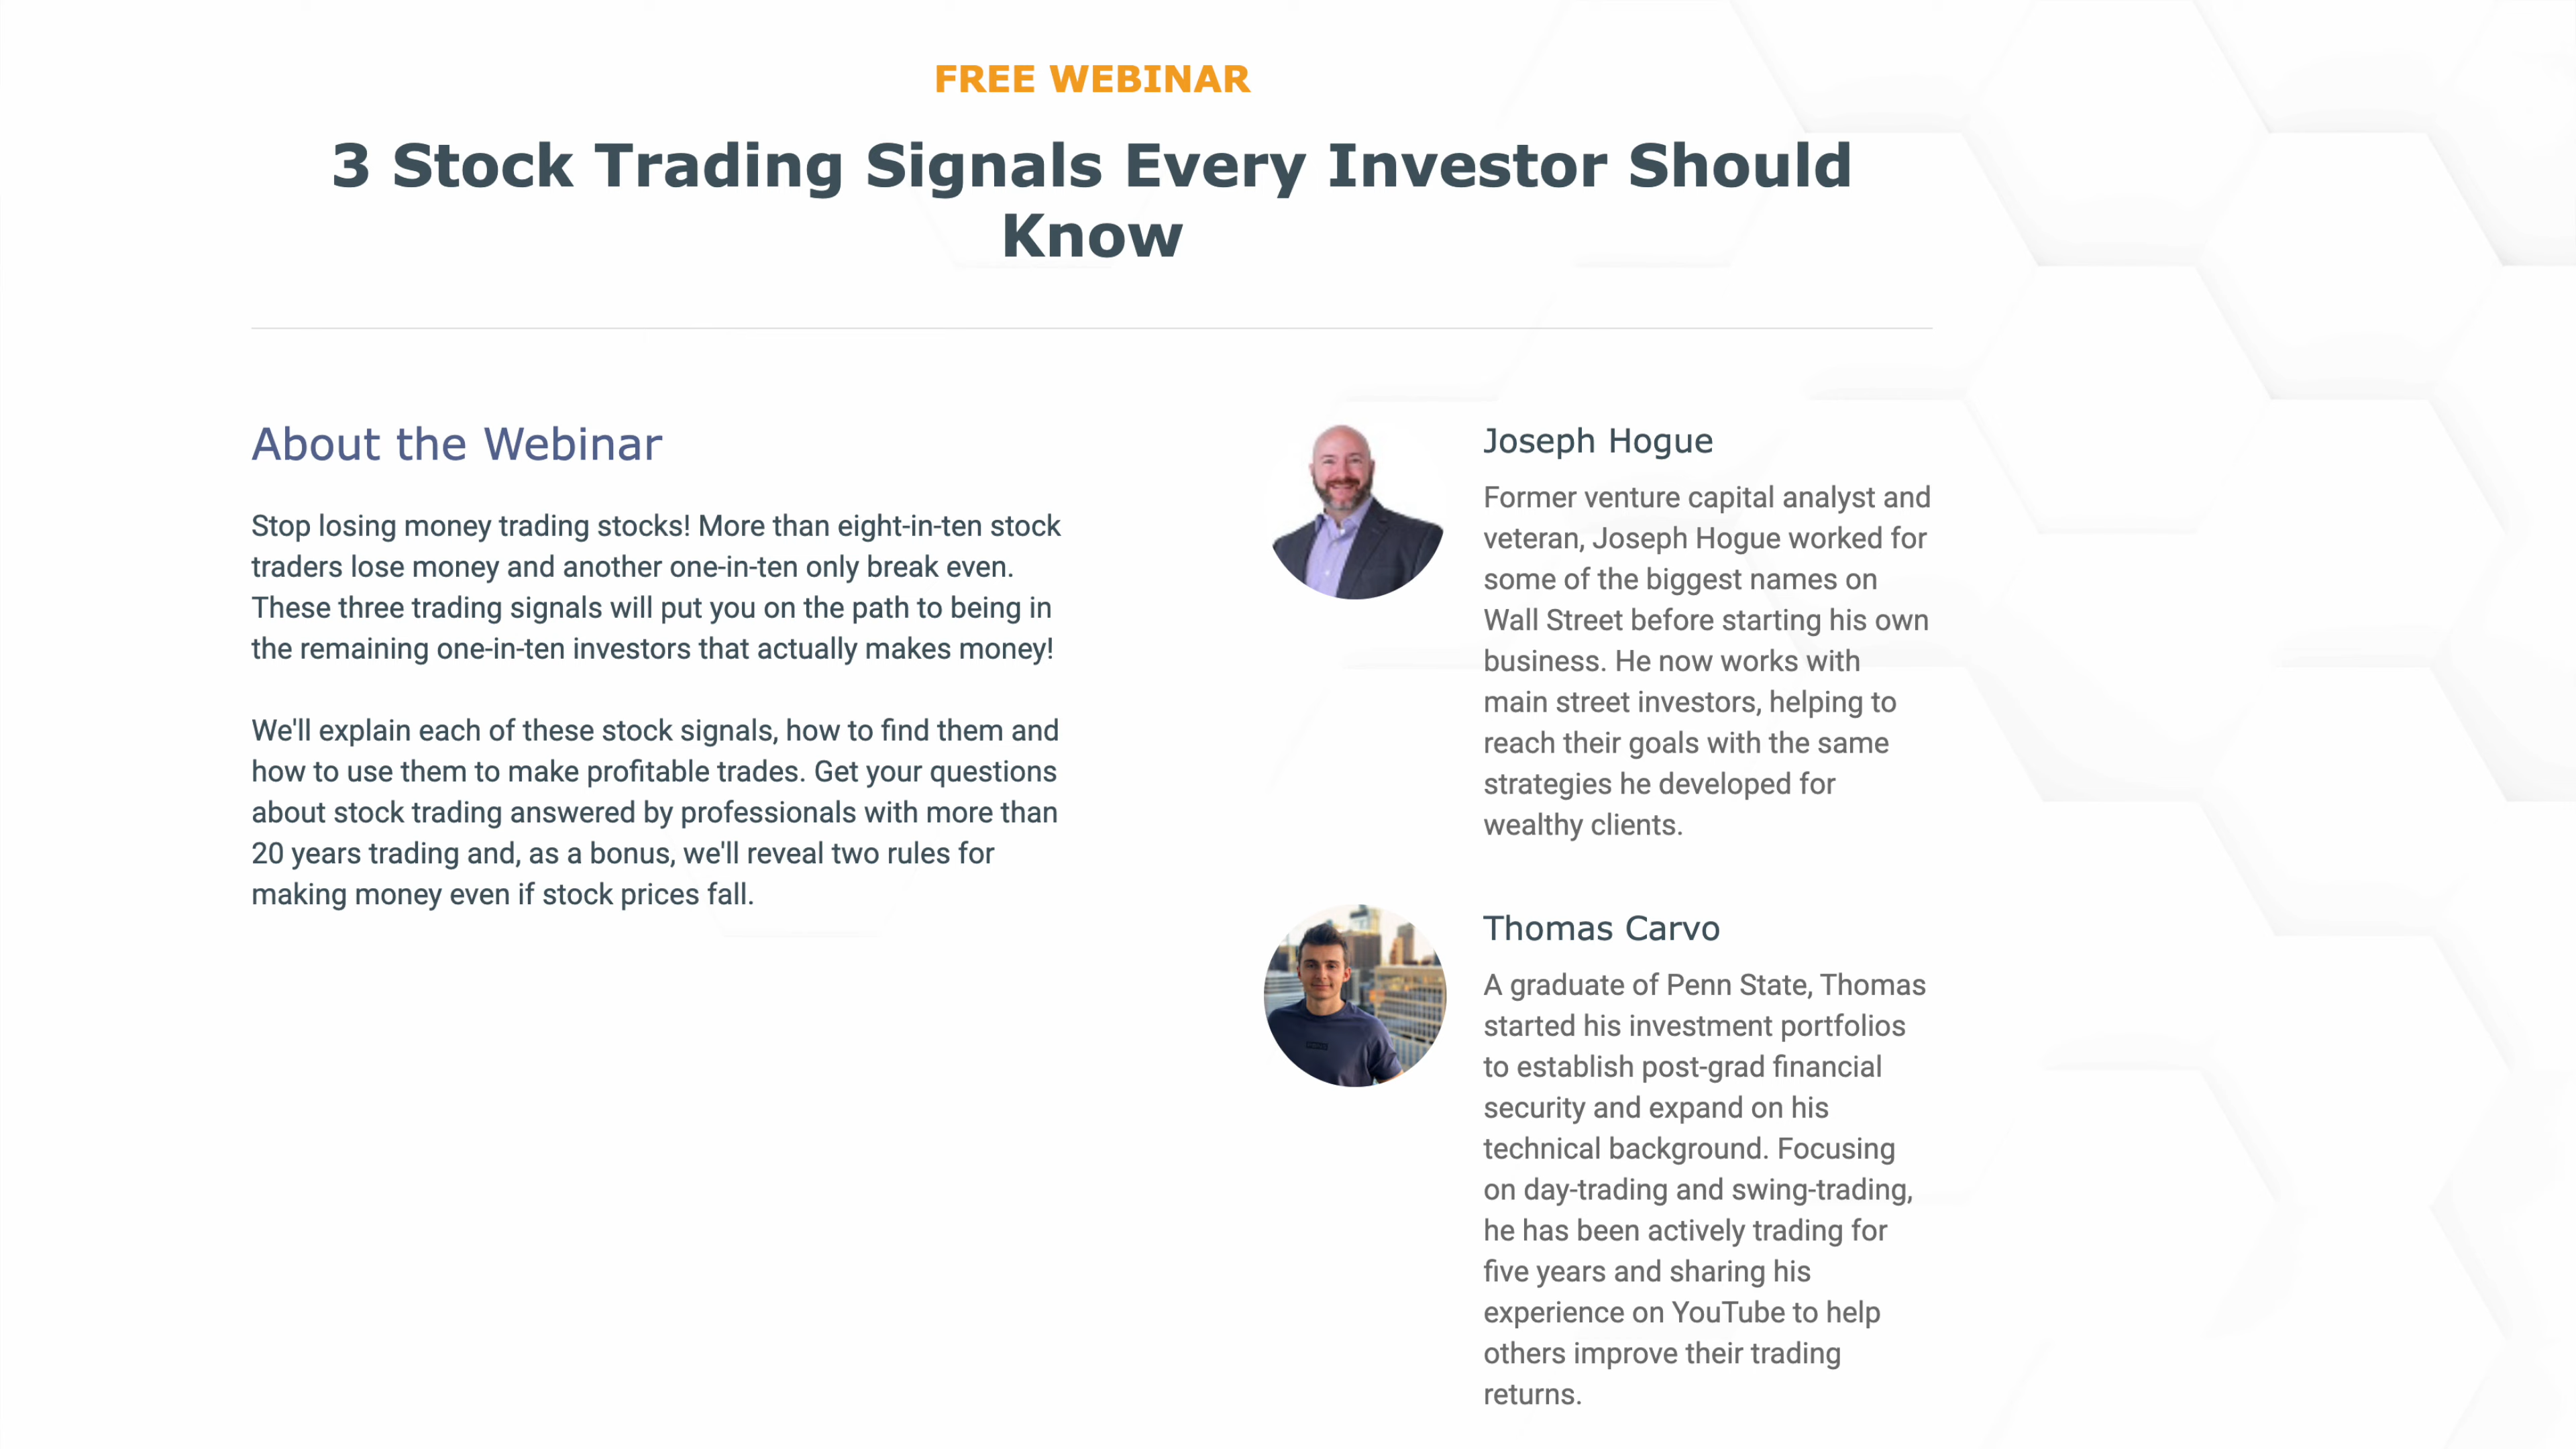 FREE WEBINAR
3 Stock Trading Signals Every Investor Should
Know
About the Webinar
Stop losing money trading stocks! More than eight-in-ten stock
traders lose money and another one-in-ten only break even.
These three trading signals will put you on the path to being in
the remaining one-in-ten investors that actually makes money!
We'll explain each of these stock signals, how to find them and
how to use them to make profitable trades. Get your questions
about stock trading answered by professionals with more than
20 years trading and, as a bonus, we'll reveal two rules for
making money even if stock prices fall.
Joseph Hogue
Former venture capital analyst and
veteran, Joseph Hogue worked for
some of the biggest names on
Wall Street before starting his own
business. He now works with
main street investors, helping to
reach their goals with the same
strategies he developed for
wealthy clients.
Thomas Carvo
A graduate of Penn State, Thomas
started his investment portfolios
to establish post-grad financial
security and expand on his
technical background. Focusing
on day-trading and swing-trading,
he has been actively trading for
five years and sharing his
experience on YouTube to help
others improve their trading
returns.